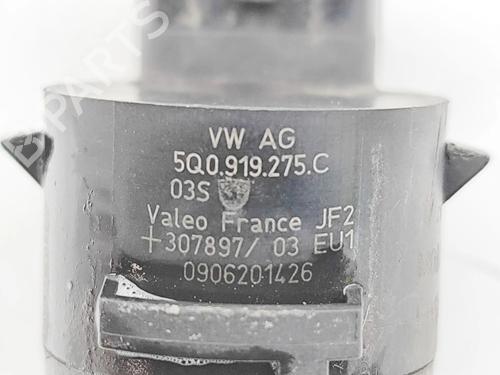 VW AG
5Q0.919.275.C
03S
Valeo France JF2
+307897/ 03 EU1
0906201426